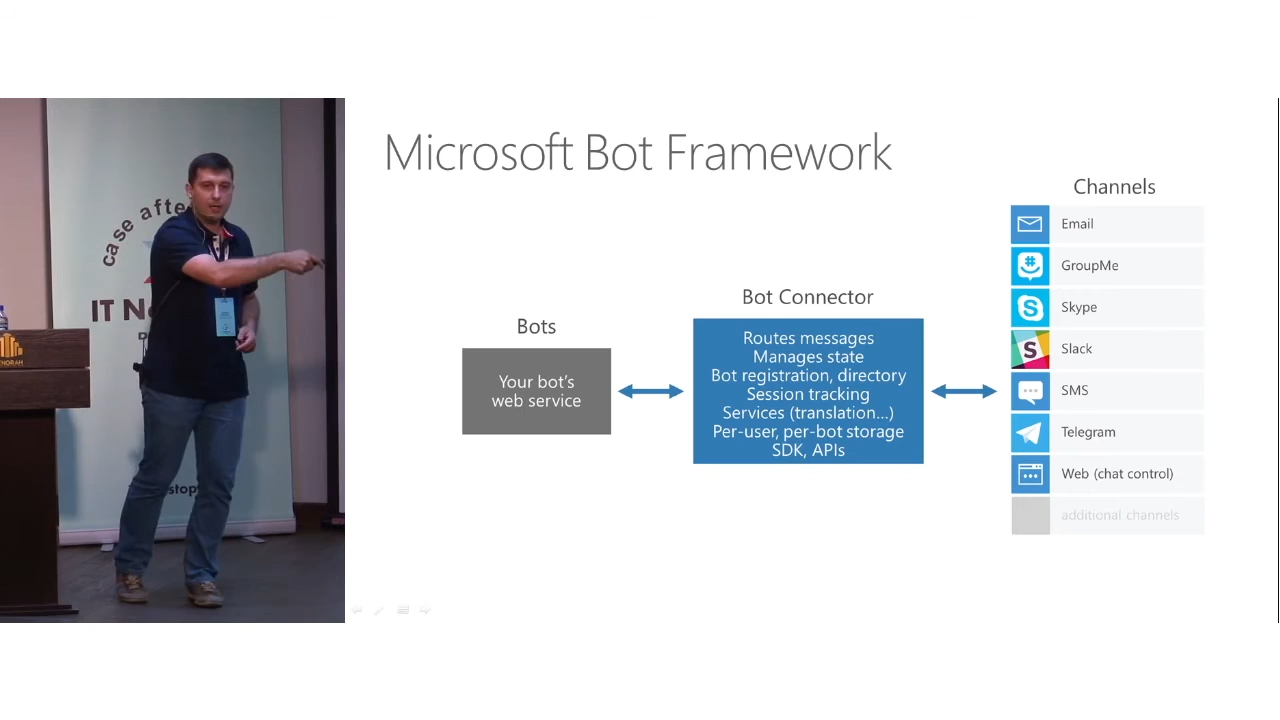 case afte
IT N
stop
ENORAH
Microsoft Bot Framework
Bots
Your bot's
web service
Bot Connector
Routes messages
Manages state
Bot registration, directory
Session tracking
Services (translation...)
Per-user, per-bot storage
SDK, APIs
Channels
Email
GroupMe
Skype
Slack
SMS
Telegram
Web (chat control)
additional channels